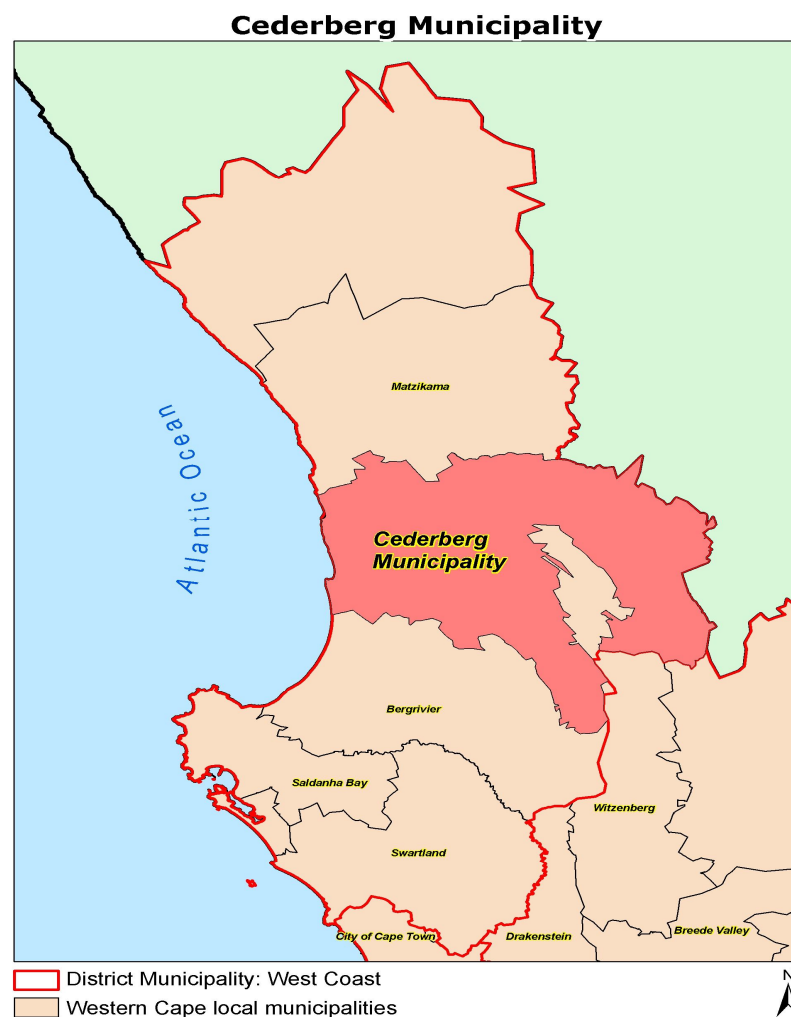 Cederberg Municipality
Matzikama
Atlantic Ocean
Cederberg
Municipality
Bergrivier
Saldanha Bay
Witzenberg
Swartland
City of Cape Town
Drakenstein
Breede Valley
District Municipality: West Coast
N
Western Cape local municipalities